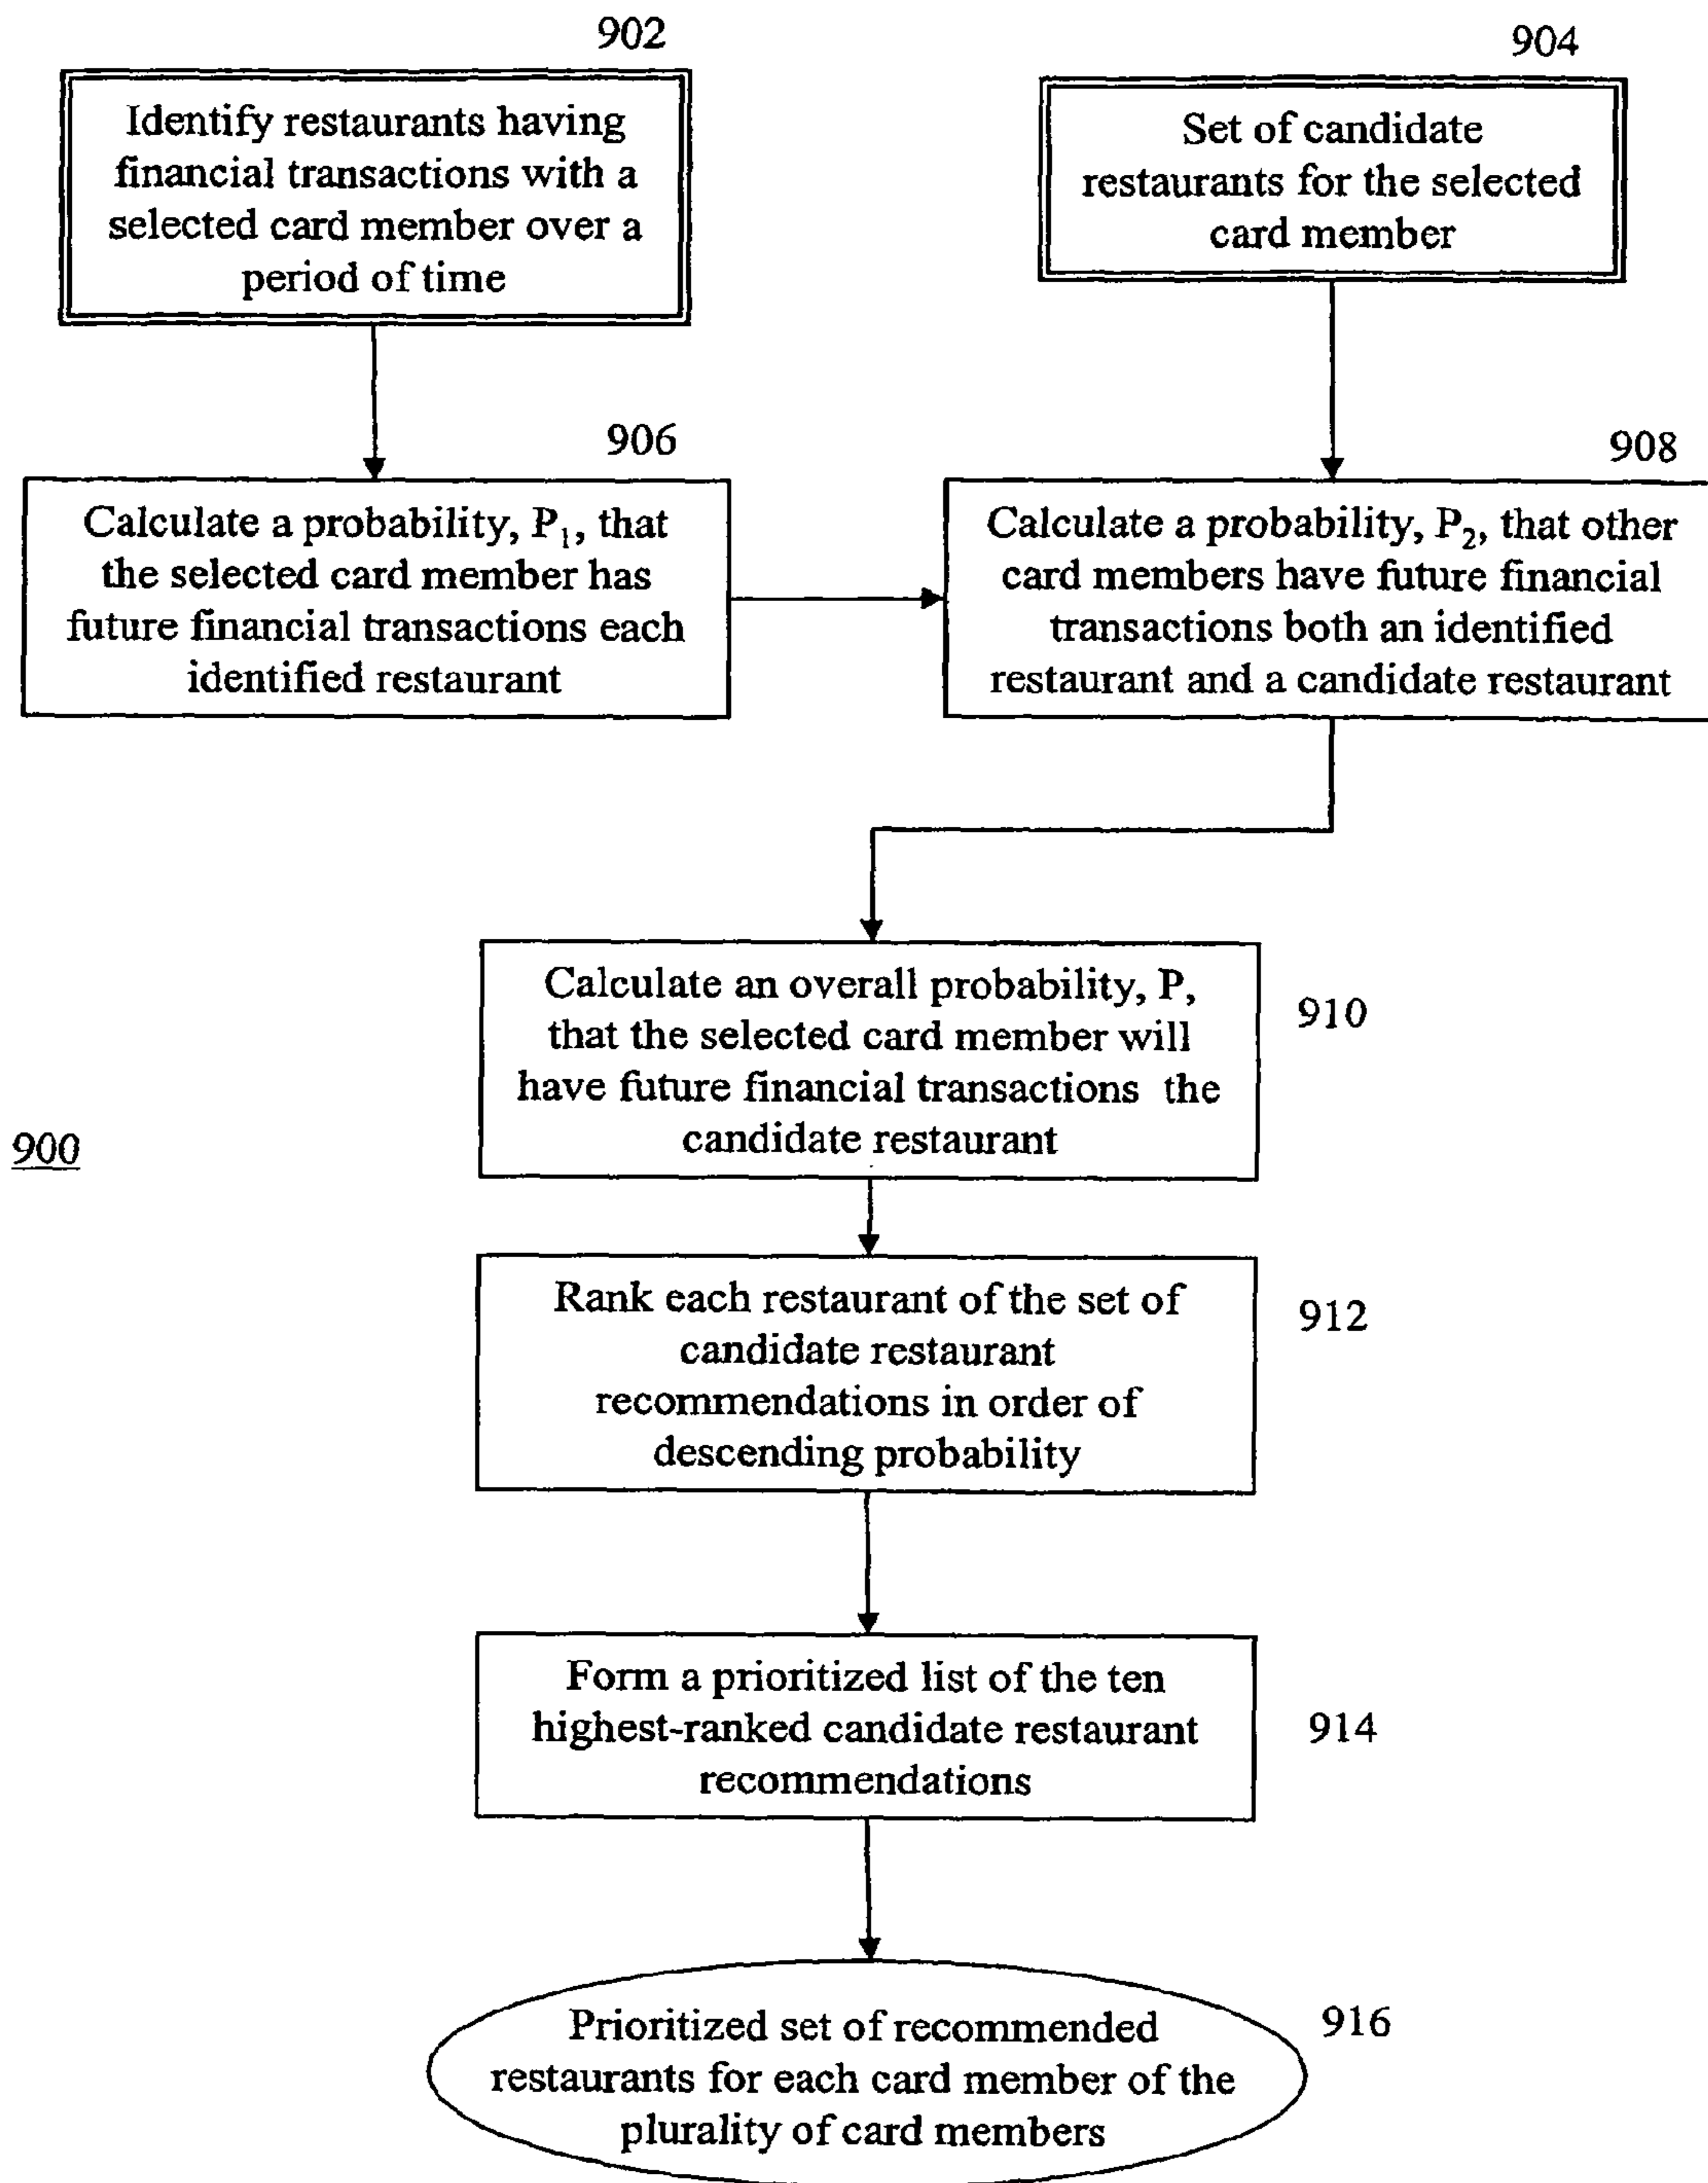 902
Identify restaurants having
financial transactions with a
selected card member over a
period of time
904
Set of candidate
restaurants for the selected
card member
906
Calculate a probability, P₁, that
the selected card member has
future financial transactions each
identified restaurant
908
Calculate a probability, P₂, that other
card members have future financial
transactions both an identified
restaurant and a candidate restaurant
Calculate an overall probability, P,
that the selected card member will
have future financial transactions the
candidate restaurant
910
900
Rank each restaurant of the set of
candidate restaurant
recommendations in order of
descending probability
912
Form a prioritized list of the ten
highest-ranked candidate restaurant
recommendations
914
Prioritized set of recommended
restaurants for each card member of the
plurality of card members
916